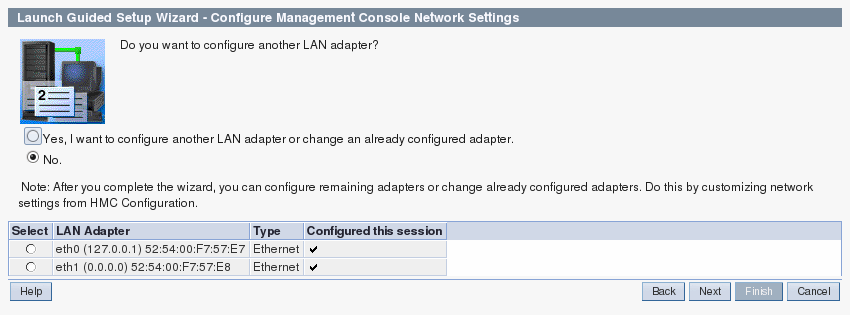 Launch Guided Setup Wizard - Configure Management Console Network Settings
Do you want to configure another LAN adapter?
2
Yes, I want to configure another LAN adapter or change an already configured adapter.
No.
Note: After you complete the wizard, you can configure remaining adapters or change already configured adapters. Do this by customizing network
settings from HMC Configuration.
Select LAN Adapter Type Configured this session
eth0 (127.0.0.1) 52:54:00:F7:57:E7 Ethernet ✔
eth1 (0.0.0.0) 52:54:00:F7:57:E8 Ethernet ✔
Help Back Next Finish Cancel